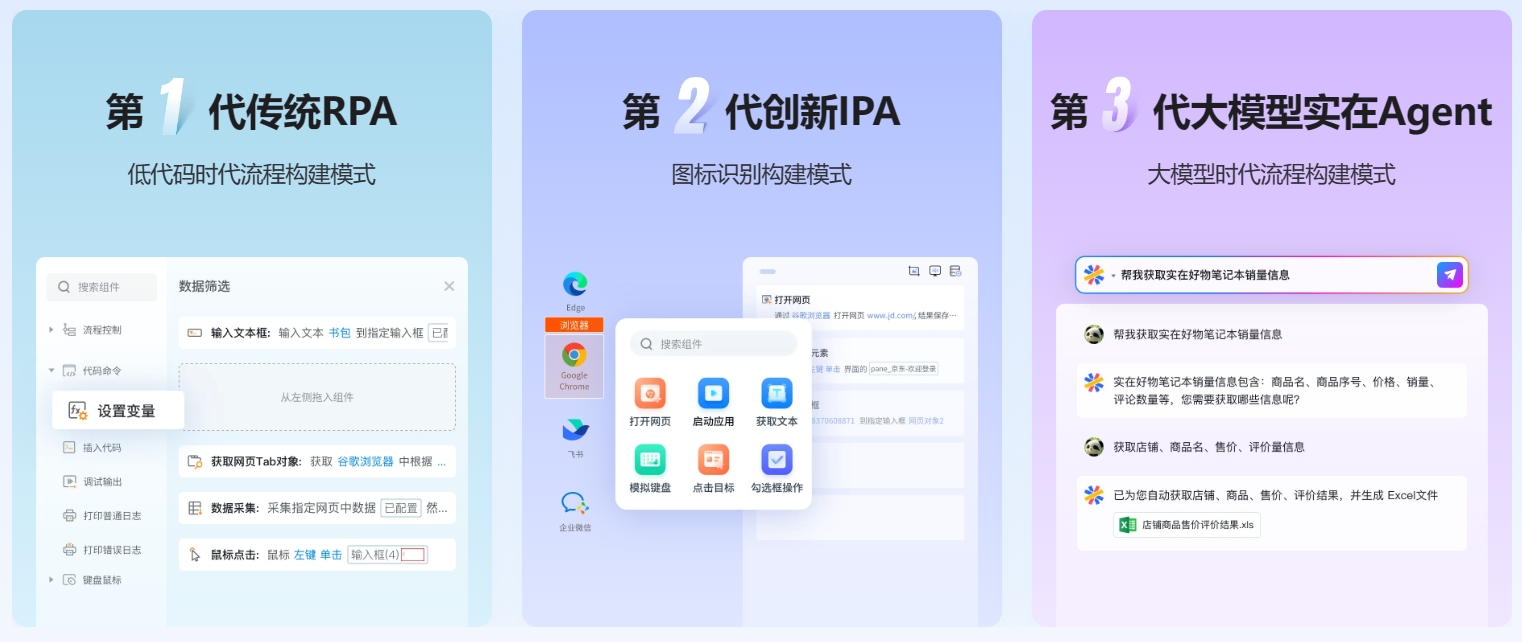 第1代传统RPA
低代码时代流程构建模式
搜索组件
流程控制
代码命令
设置变量
插入代码
调试输出
打印普通日志
打印错误日志
键盘鼠标
数据筛选
输入文本框: 输入文本 书包 到指定输入框
从左侧拖入组件
获取网页Tab对象: 获取 谷歌浏览器 中根据 ...
数据采集: 采集指定网页中数据 已配置 然...
鼠标点击: 鼠标 左键 单击 输入框(4)
第2代创新IPA
图标识别构建模式
Edge
浏览器
Google
Chrome
飞书
企业微信
打开网页
通过 谷歌浏览器 打开网页 www.jd.com/, 结果保存···
元素
左键 单击 界面的 pane_京东-欢迎登录
框
8370608871 到指定输入框 网页对象2
搜索组件
打开网页
启动应用
获取文本
模拟键盘
点击目标
勾选框操作
第3代大模型实在Agent
大模型时代流程构建模式
帮我获取实在好物笔记本销量信息
帮我获取实在好物笔记本销量信息
实在好物笔记本销量信息包含：商品名、商品序号、价格、销量、
评论数量等，您需要获取哪些信息呢?
获取店铺、商品名、售价、评价量信息
已为您自动获取店铺、商品、售价、评价结果，并生成 Excel文件
店铺商品售价评价结果.xls